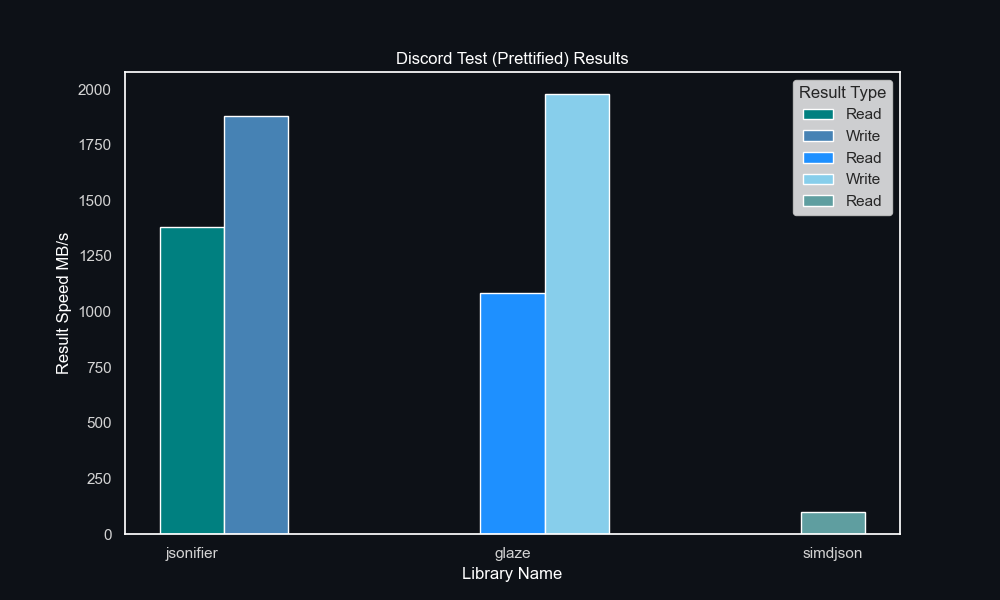 Discord Test (Prettified) Results
Result Type
Read
Write
Read
Write
Read
2000
1750
1500
1250
1000
750
500
250
0
Result Speed MB/s
jsonifier
glaze
simdjson
Library Name